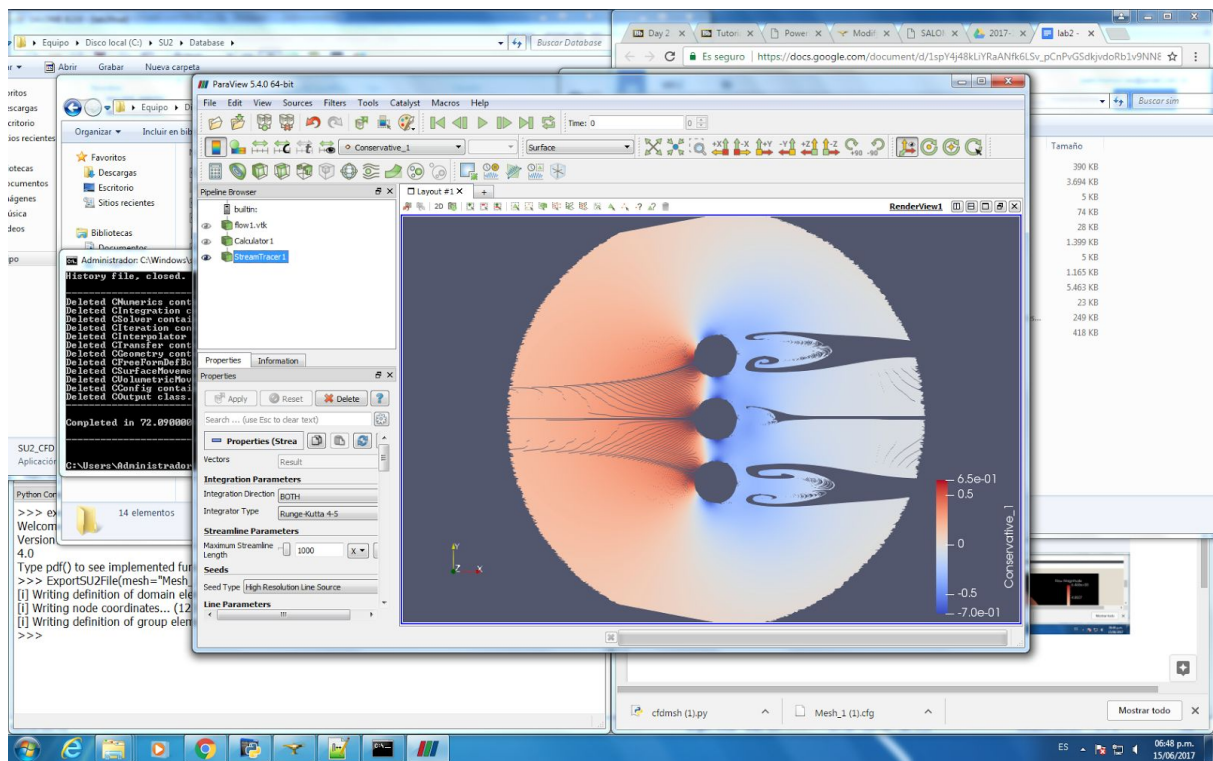 Equipo ▸ Disco local (C:) ▸ SU2 ▸ Database ▸
Buscar Database
Abrir Grabar Nueva carpeta
Equipo
Organizar Incluir en bib
Favoritos
Descargas
Escritorio
Sitios recientes
Bibliotecas
Documentos
14 elementos
Administrador: C:\Windows\
History file, closed.
Deleted CNumerics cont
Deleted CIntegration c
Deleted CSolver contai
Deleted CIteration con
Deleted CInterpolator
Deleted CTransfer cont
Deleted CGeometry cont
Deleted CFreeFormDefBo
Deleted CSurfaceMoveme
Deleted CVolumetricMov
Deleted CConfig contai
Deleted COutput class.
Completed in 72.090000
C:\Users\Administrador
SU2_CFD
Aplicación
Python Con
>>> ex
Welcom
Version
4.0
Type pdf() to see implemented fun
>>> ExportSU2File(mesh="Mesh_
[i] Writing definition of domain ele
[i] Writing node coordinates... (12
[i] Writing definition of group elem
>>>
ParaView 5.4.0 64-bit
File Edit View Sources Filters Tools Catalyst Macros Help
Time: 0
0
Conservative_1
Surface
Pipeline Browser
builtin:
flow1.vtk
Calculator1
StreamTracer1
Properties Information
Properties
Apply Reset Delete ?
Search ... (use Esc to clear text)
Properties (Strea
Vectors Result
Integration Parameters
Integration Direction BOTH
Integrator Type Runge-Kutta 4-5
Streamline Parameters
Maximum Streamline Length 1000 X
Seeds
Seed Type High Resolution Line Source
Line Parameters
Layout #1 X +
2D
RenderView1
Y
Z X
6.5e-01
0.5
0
-0.5
-7.0e-01
Conservative_1
Day 2
Tutori
Power
Modif
SALO
2017-
lab2 -
Es seguro | https://docs.google.com/document/d/1spY4j48kLiYRaANfk6LSv_pCnPvGSdkjvdoRb1v9NNE
Buscar sim
Tamaño
390 KB
3.694 KB
5 KB
74 KB
28 KB
1.399 KB
5 KB
1.165 KB
5.463 KB
23 KB
249 KB
418 KB
cfdmsh (1).py
Mesh_1 (1).cfg
Mostrar todo
ES
06:48 p.m.
15/06/2017